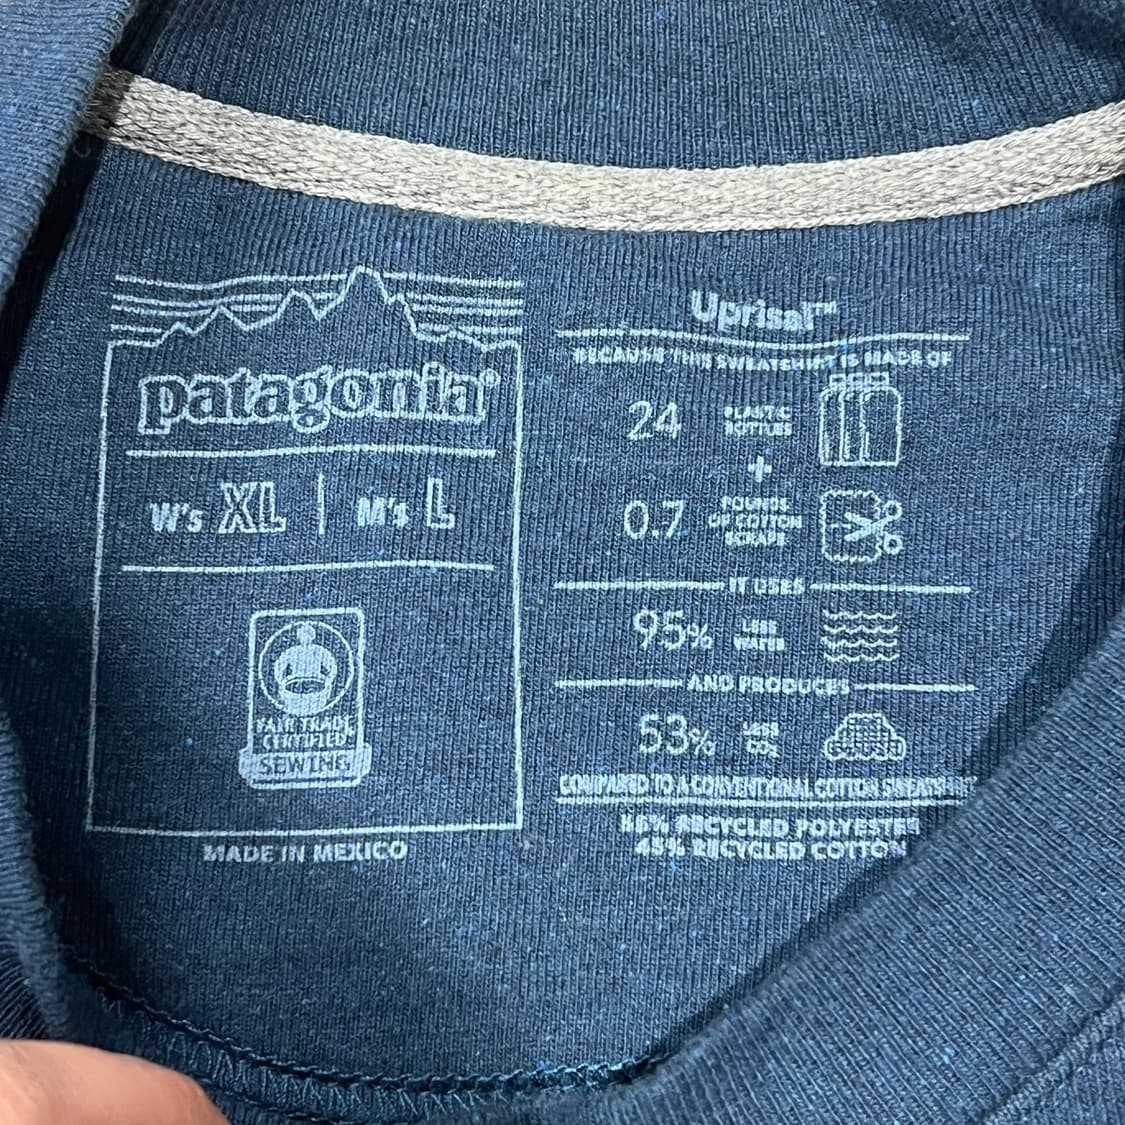 patagonia®
W's XL | M's L
FAIR TRADE
CERTIFIED™
SEWING
MADE IN MEXICO
Uprisal™
BECAUSE THIS SWEATSHIRT IS MADE OF
24 PLASTIC BOTTLES
+
0.7 POUNDS OF COTTON SCRAPS
IT USES
95% LESS WATER
AND PRODUCES
53% LESS CO₂
COMPARED TO A CONVENTIONAL COTTON SWEATSHIRT
RECYCLED POLYESTER
45% RECYCLED COTTON